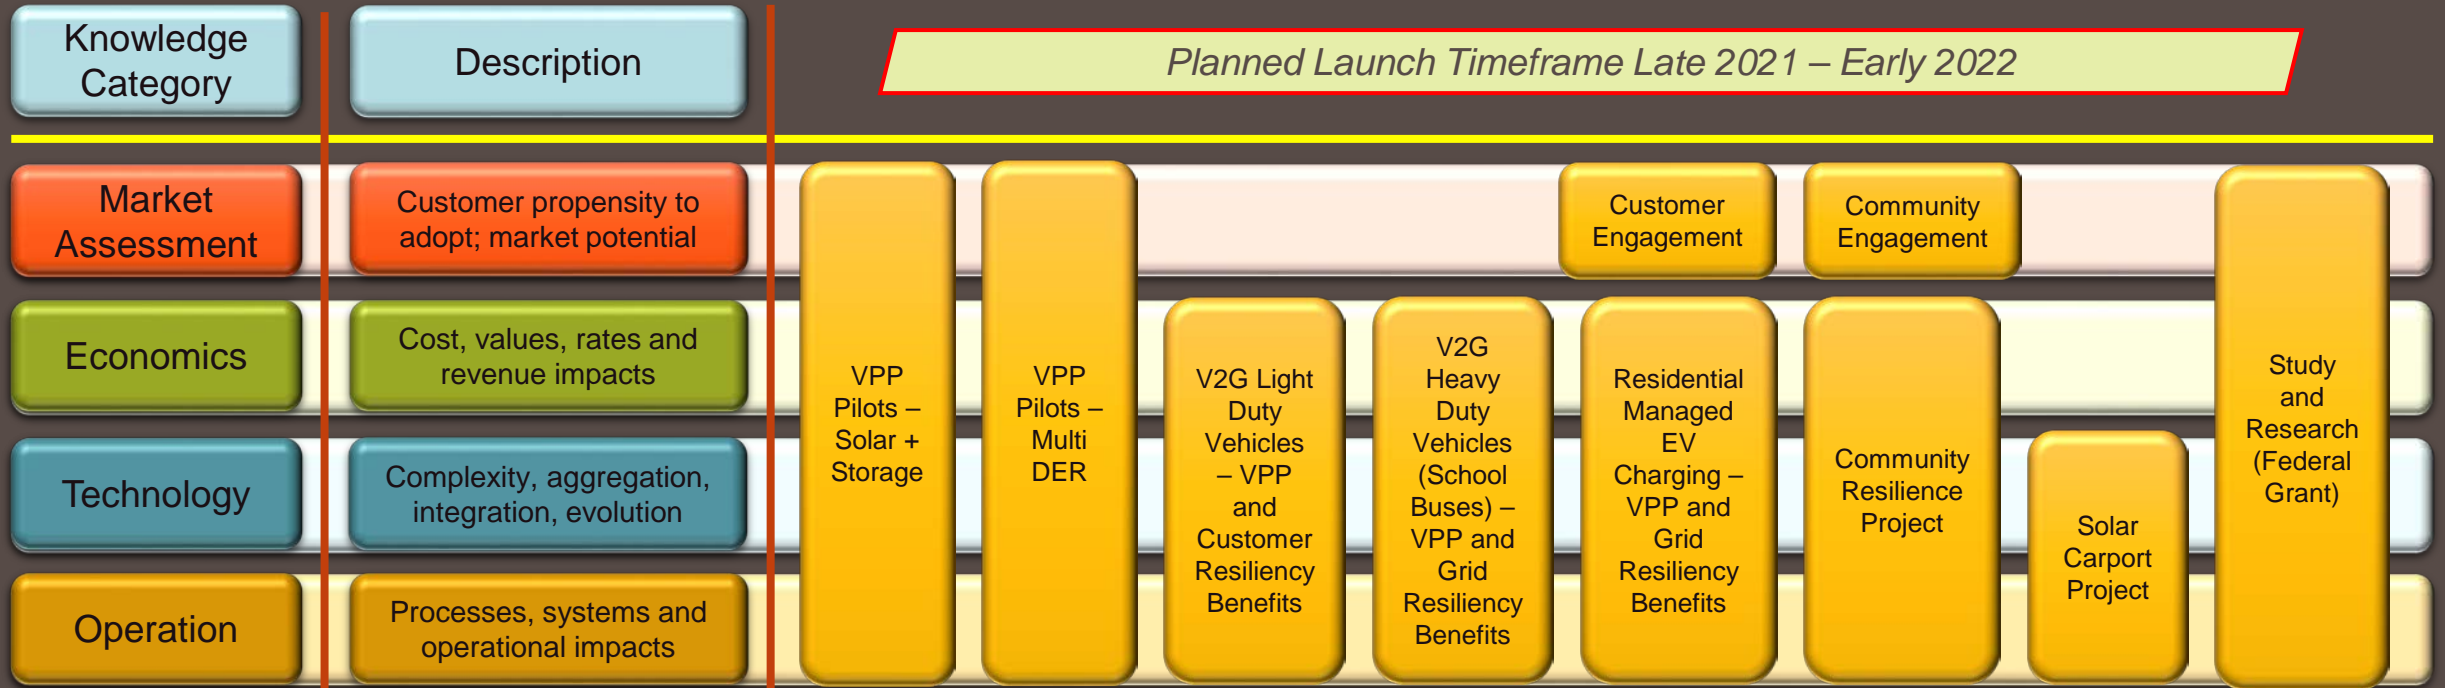 Knowledge
Category
Description
Planned Launch Timeframe Late 2021 – Early 2022
Market
Assessment
Customer propensity to
adopt; market potential
Economics
Cost, values, rates and
revenue impacts
Technology
Complexity, aggregation,
integration, evolution
Operation
Processes, systems and
operational impacts
VPP
Pilots –
Solar +
Storage
VPP
Pilots –
Multi
DER
V2G Light
Duty
Vehicles
– VPP
and
Customer
Resiliency
Benefits
V2G
Heavy
Duty
Vehicles
(School
Buses) –
VPP and
Grid
Resiliency
Benefits
Customer
Engagement
Residential
Managed
EV
Charging –
VPP and
Grid
Resiliency
Benefits
Community
Engagement
Community
Resilience
Project
Solar
Carport
Project
Study
and
Research
(Federal
Grant)